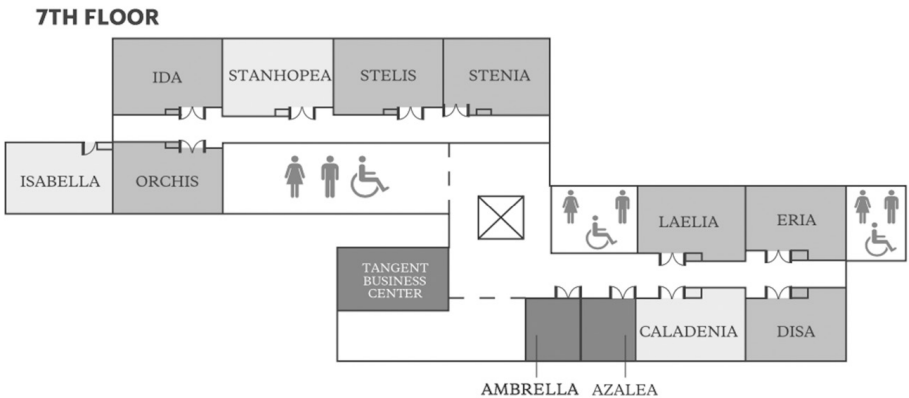 7TH FLOOR
IDA
STANHOPEA
STELIS
STENIA
ISABELLA
ORCHIS
LAELIA
ERIA
TANGENT
BUSINESS
CENTER
CALADENIA
DISA
AMBRELLA
AZALEA